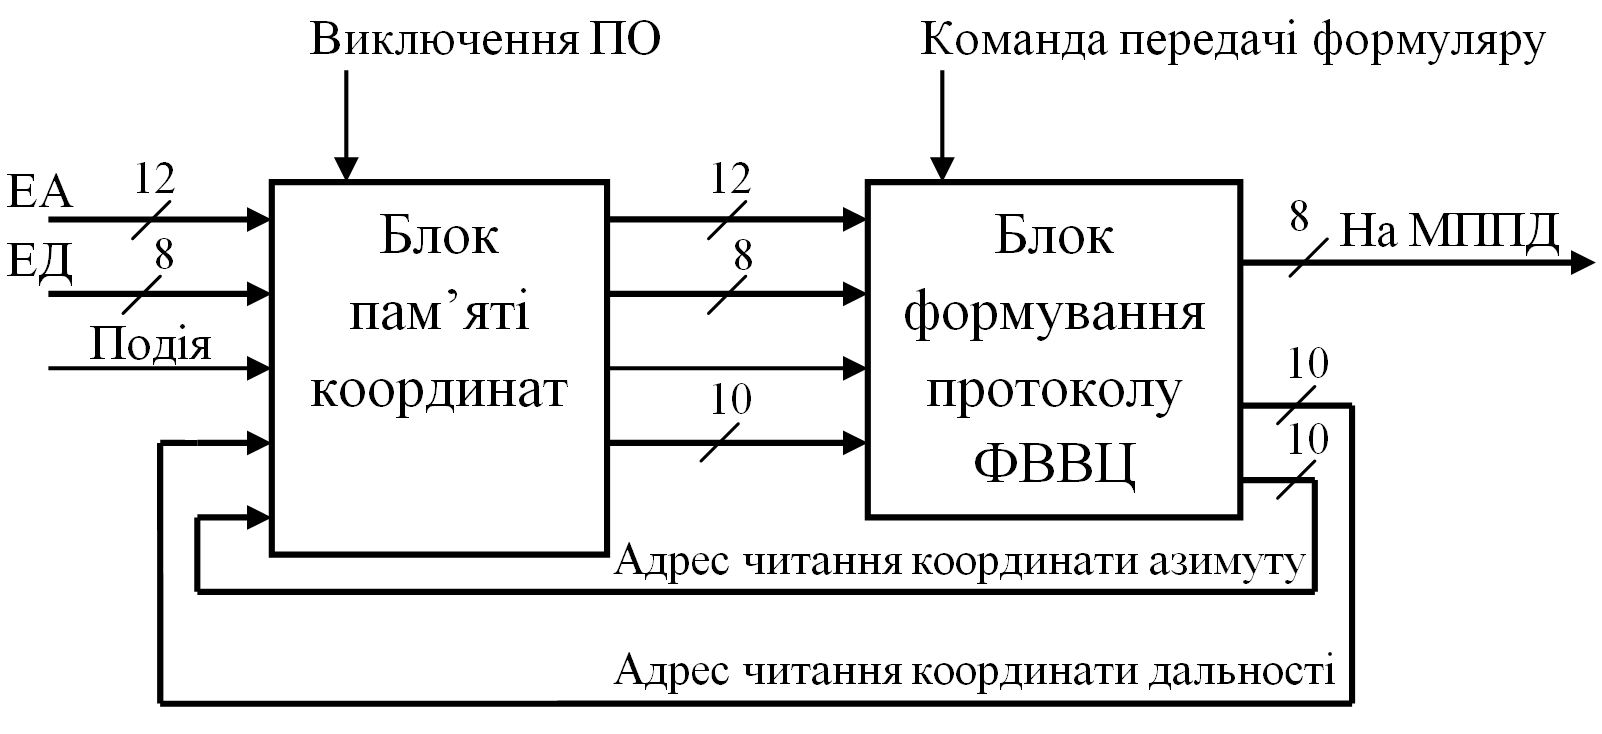 Виключення ПО
Команда передачі формуляру
ЕА
12
ЕД
8
Подія
Блок
пам’яті
координат
12
8
10
Блок
формування
протоколу
ФВВЦ
8
На МППД
10
10
Адрес читання координати азимуту
Адрес читання координати дальності